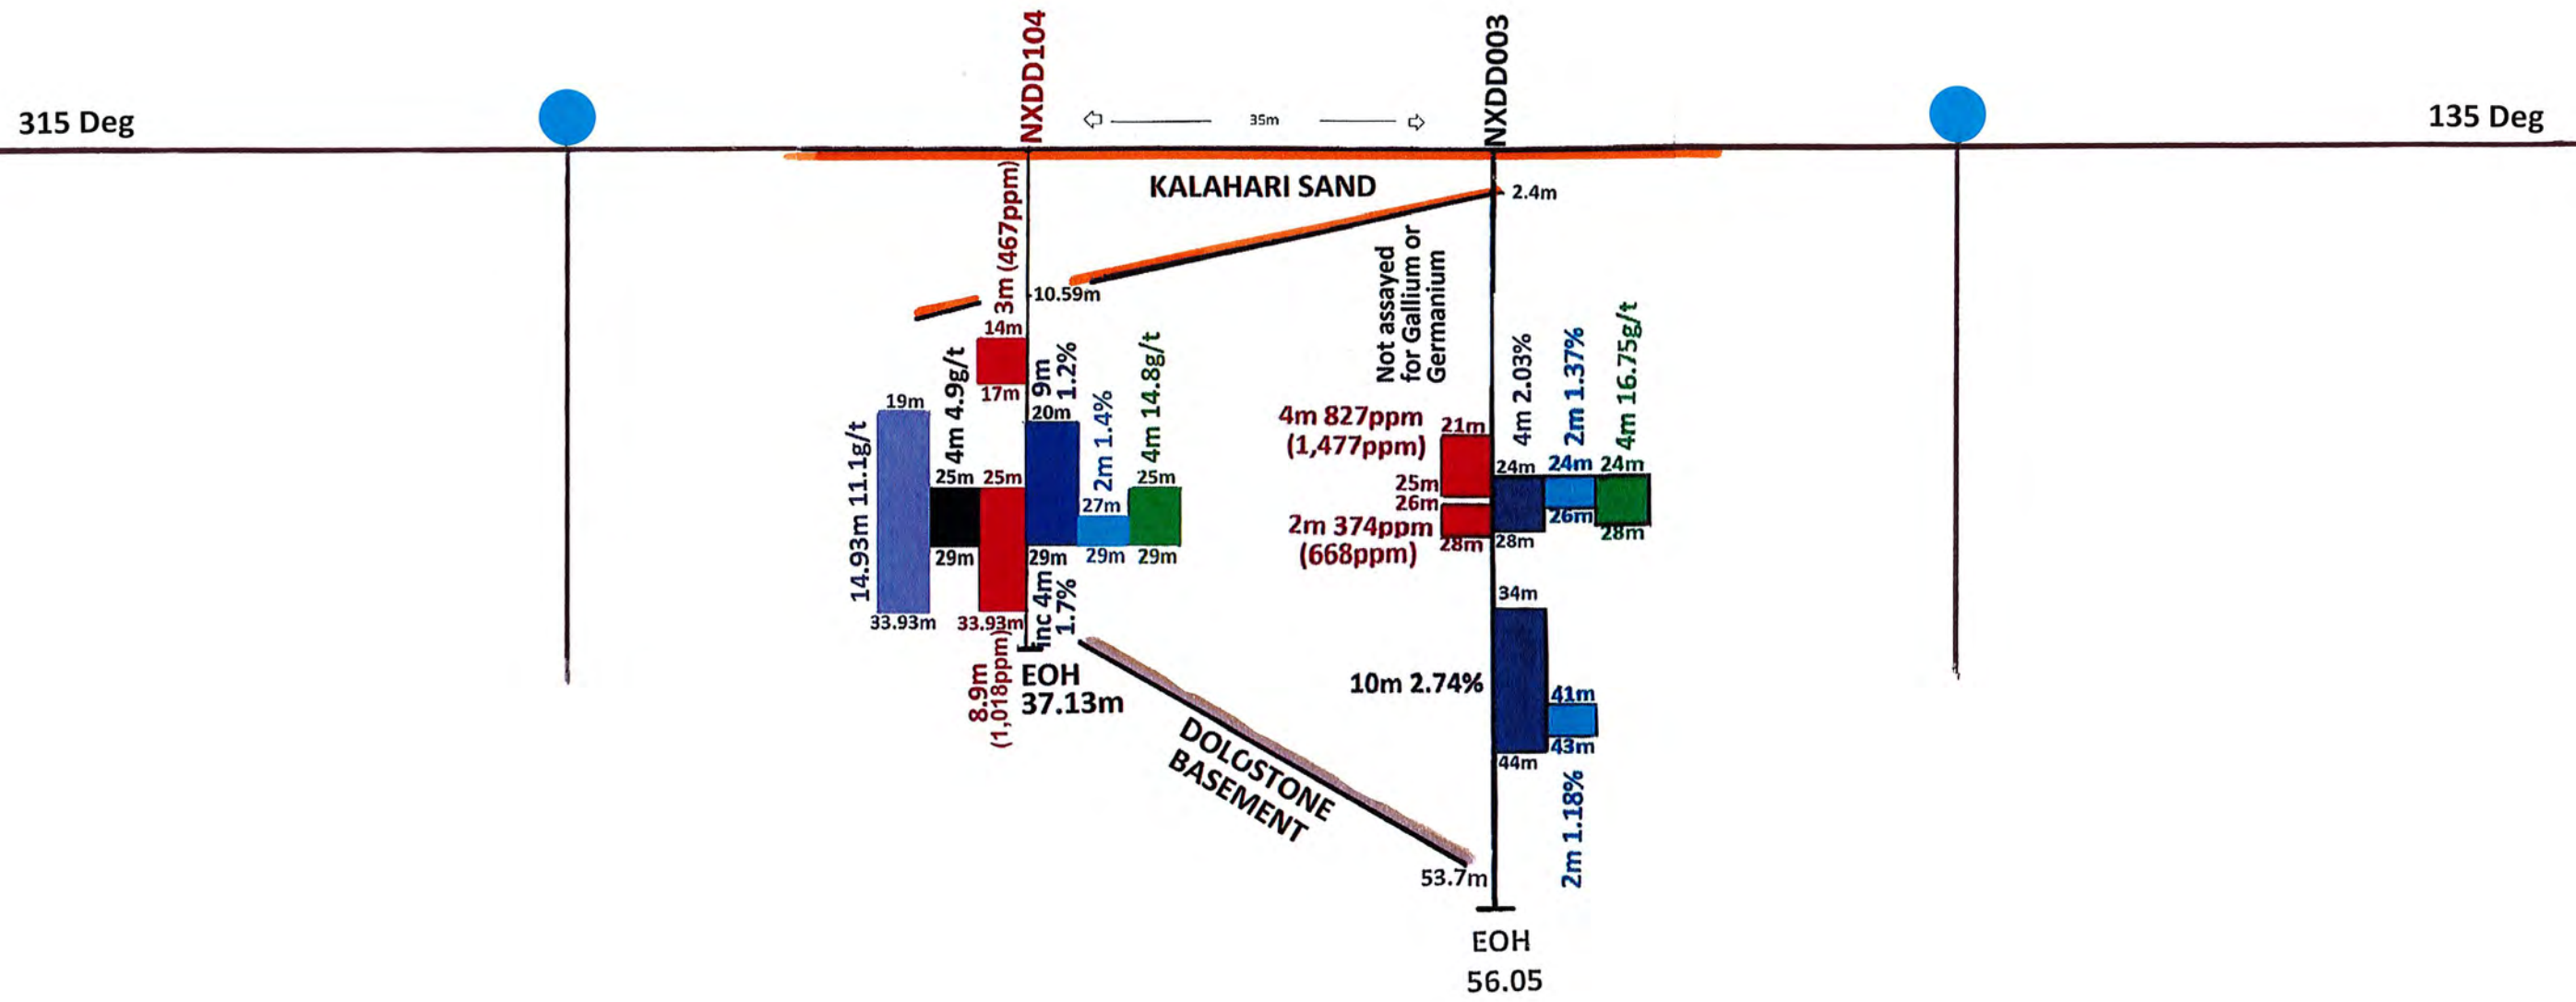 315 Deg
NXDD104
35m
NXDD003
135 Deg
KALAHARI SAND
2.4m
3m (467ppm)
10.59m
14m
17m
14.93m 11.1g/t
19m
33.93m
4m 4.9g/t
25m
29m
25m
33.93m
8.9m
(1,018ppm)
9m
1.2%
20m
29m
inc 4m
1.7%
2m 1.4%
27m
29m
4m 14.8g/t
25m
29m
EOH
37.13m
DOLOSTONE
BASEMENT
Not assayed
for Gallium or
Germanium
4m 827ppm
(1,477ppm)
21m
25m
26m
2m 374ppm
(668ppm)
28m
4m 2.03%
24m
28m
2m 1.37%
24m
26m
4m 16.75g/t
24m
28m
34m
10m 2.74%
44m
41m
43m
2m 1.18%
53.7m
EOH
56.05